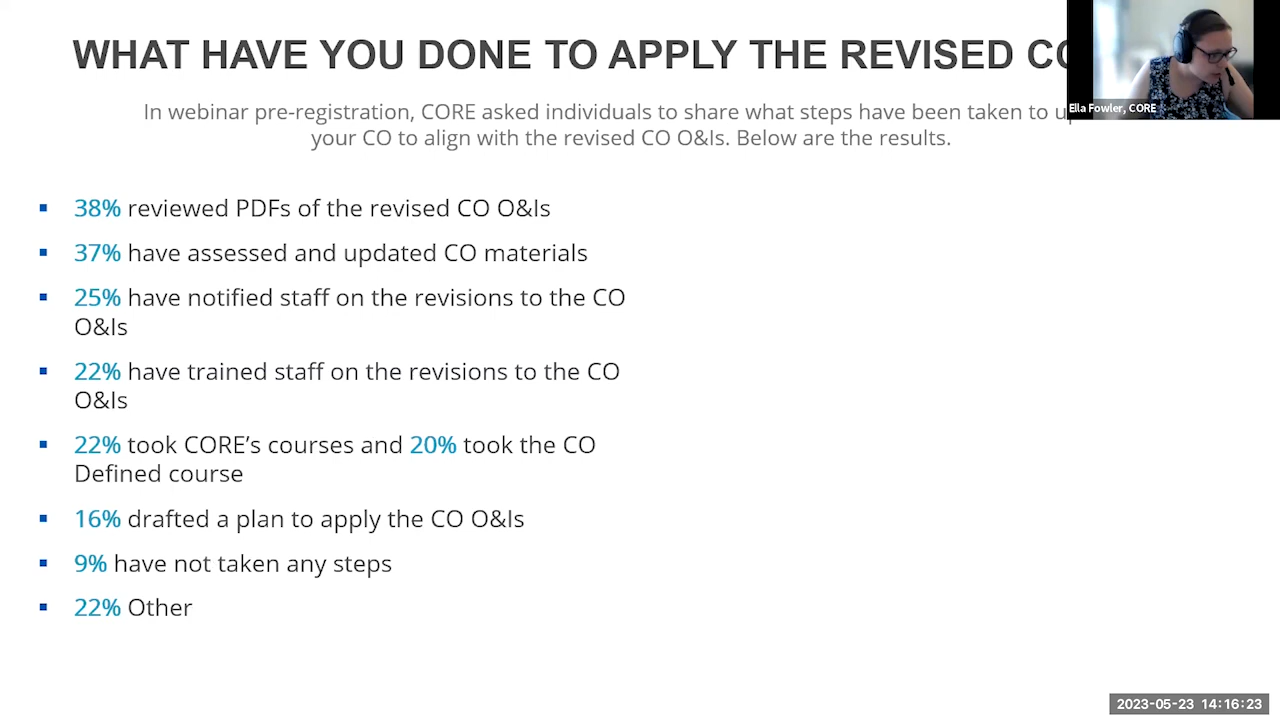 WHAT HAVE YOU DONE TO APPLY THE REVISED
Ella Fowler, CORE
In webinar pre-registration, CORE asked individuals to share what steps have been taken to
your CO to align with the revised CO O&Is. Below are the results.
▪ 38% reviewed PDFs of the revised CO O&Is
▪ 37% have assessed and updated CO materials
▪ 25% have notified staff on the revisions to the CO
O&Is
▪ 22% have trained staff on the revisions to the CO
O&Is
▪ 22% took CORE’s courses and 20% took the CO
Defined course
▪ 16% drafted a plan to apply the CO O&Is
▪ 9% have not taken any steps
▪ 22% Other
2023-05-23 14:16:23